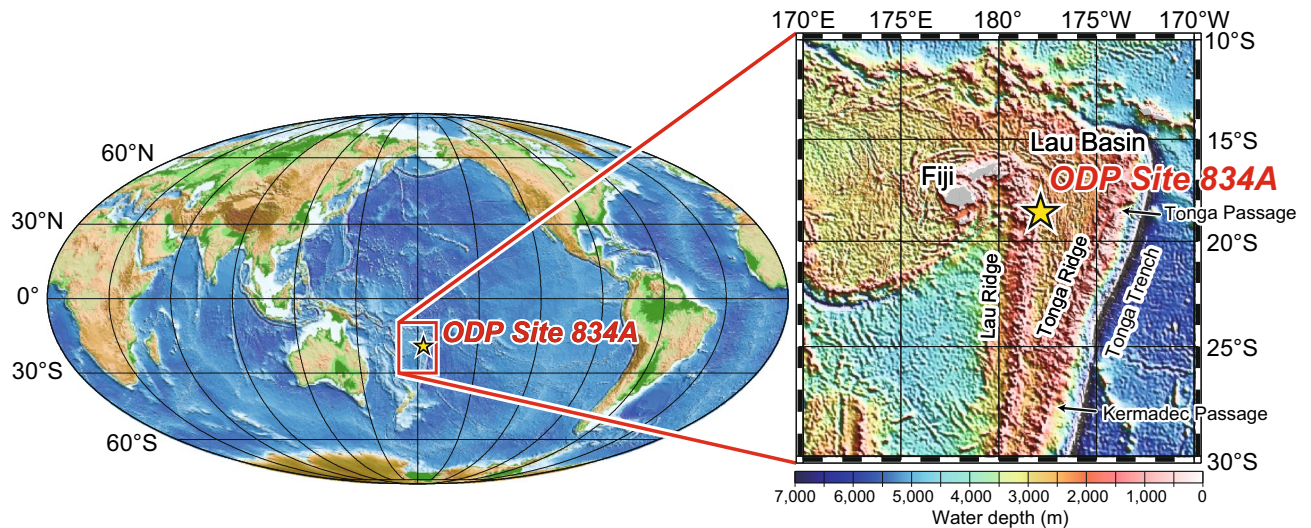 60°N
30°N
0°
30°S
60°S
ODP Site 834A
170°E 175°E 180° 175°W 170°W
10°S
15°S
20°S
25°S
30°S
Lau Basin
Fiji
ODP Site 834A
Tonga Passage
Lau Ridge
Tonga Ridge
Tonga Trench
Kermadec Passage
7,000 6,000 5,000 4,000 3,000 2,000 1,000 0
Water depth (m)